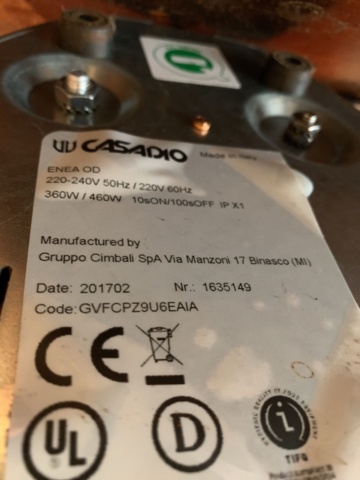 CASADIO Made in Italy
ENEA OD
220-240V 50Hz / 220V 60Hz
360W / 460W 10sON/100sOFF IP X1
Manufactured by
Gruppo Cimbali SpA Via Manzoni 17 Binasco (MI)
Date: 201702 Nr.: 1635149
Code: GVFCPZ9U6EAIA
CE
UL D i
TIFQ